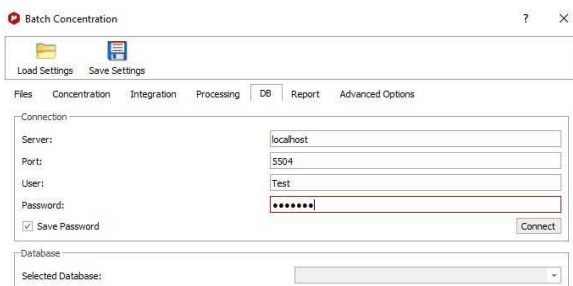 Batch Concentration ? ×
Load Settings Save Settings
Files Concentration Integration Processing DB Report Advanced Options
Connection
Server: localhost
Port: 5504
User: Test
Password: •••••••
Save Password Connect
Database
Selected Database: